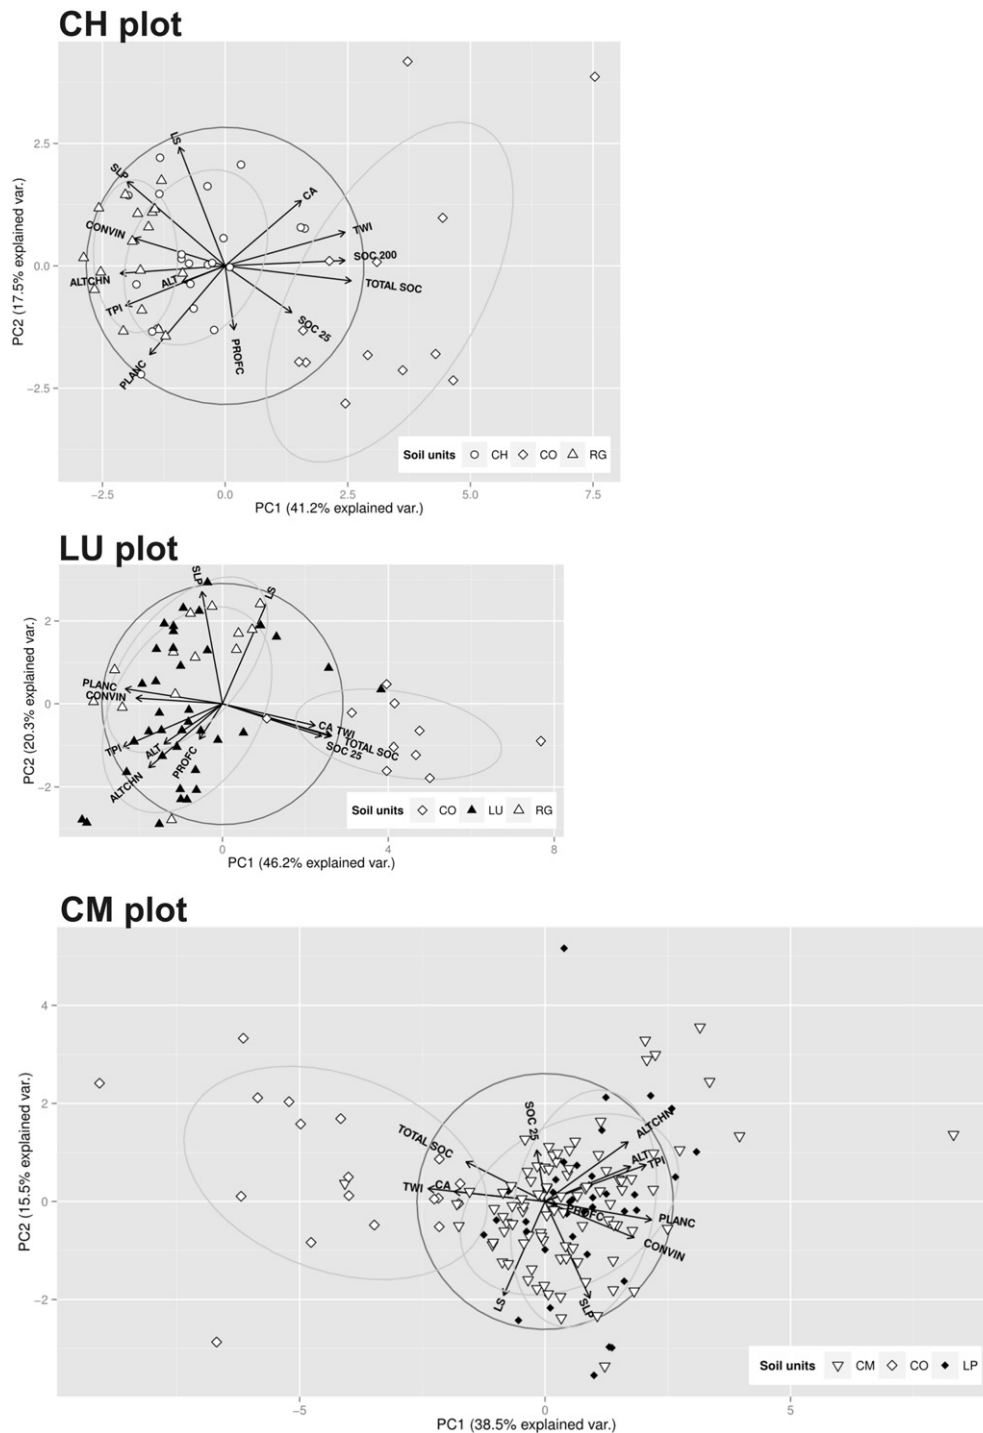 CH plot
2.5
0.0
−2.5
PC2 (17.5% explained var.)
LS
SLP
CA
CONVIN
TWI
SOC 200
ALTCHN
ALT
TOTAL SOC
TPI
SOC 25
PLANC
PROFC
Soil units CH CO RG
−2.5 0.0 2.5 5.0 7.5
PC1 (41.2% explained var.)
LU plot
2
0
−2
PC2 (20.3% explained var.)
SLP
LS
PLANC
CONVIN
CA TWI
TPI
ALT
TOTAL SOC
SOC 25
PROFC
ALTCHN
Soil units CO LU RG
0 4 8
PC1 (46.2% explained var.)
CM plot
4
2
0
−2
PC2 (15.5% explained var.)
SOC 25
ALTCHN
TOTAL SOC
ALT
TPI
TWI CA
PROFC
PLANC
CONVIN
LS
SLP
Soil units CM CO LP
−5 0 5
PC1 (38.5% explained var.)